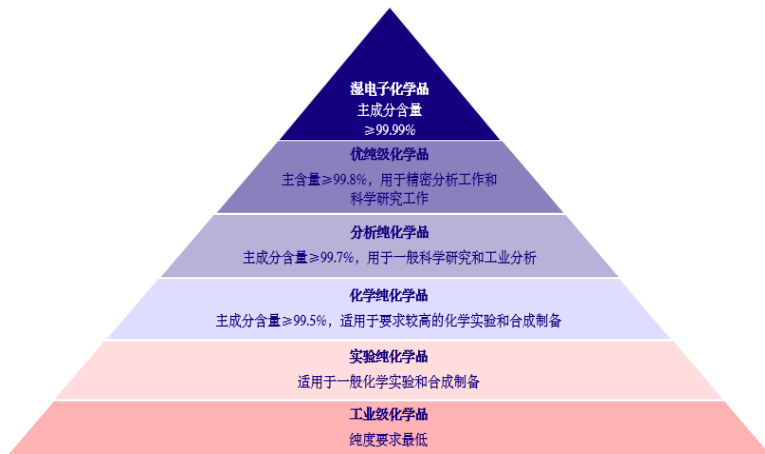 湿电子化学品
主成分含量
≥99.99%
优纯级化学品
主含量≥99.8%，用于精密分析工作和
科学研究工作
分析纯化学品
主成分含量≥99.7%，用于一般科学研究和工业分析
化学纯化学品
主成分含量≥99.5%，适用于要求较高的化学实验和合成制备
实验纯化学品
适用于一般化学实验和合成制备
工业级化学品
纯度要求最低